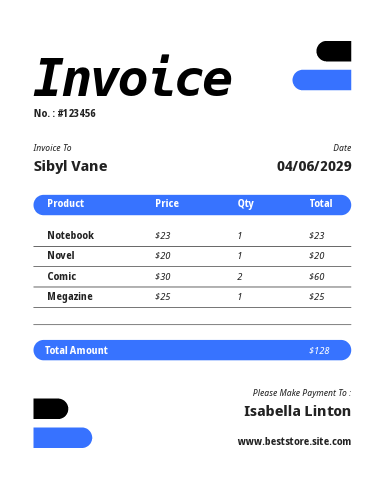 Invoice
No. : #123456
Invoice To Date
Sibyl Vane 04/06/2029
Product Price Qty Total
Notebook $23 1 $23
Novel $20 1 $20
Comic $30 2 $60
Megazine $25 1 $25
Total Amount $128
Please Make Payment To :
Isabella Linton
www.beststore.site.com